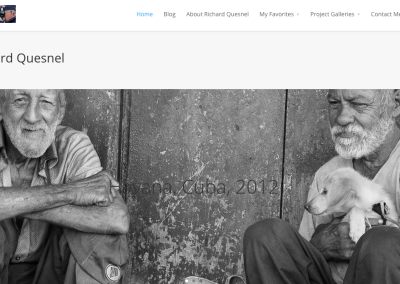 Home Blog About Richard Quesnel My Favorites Project Galleries Contact Me
rd Quesnel
Havana, Cuba, 2012